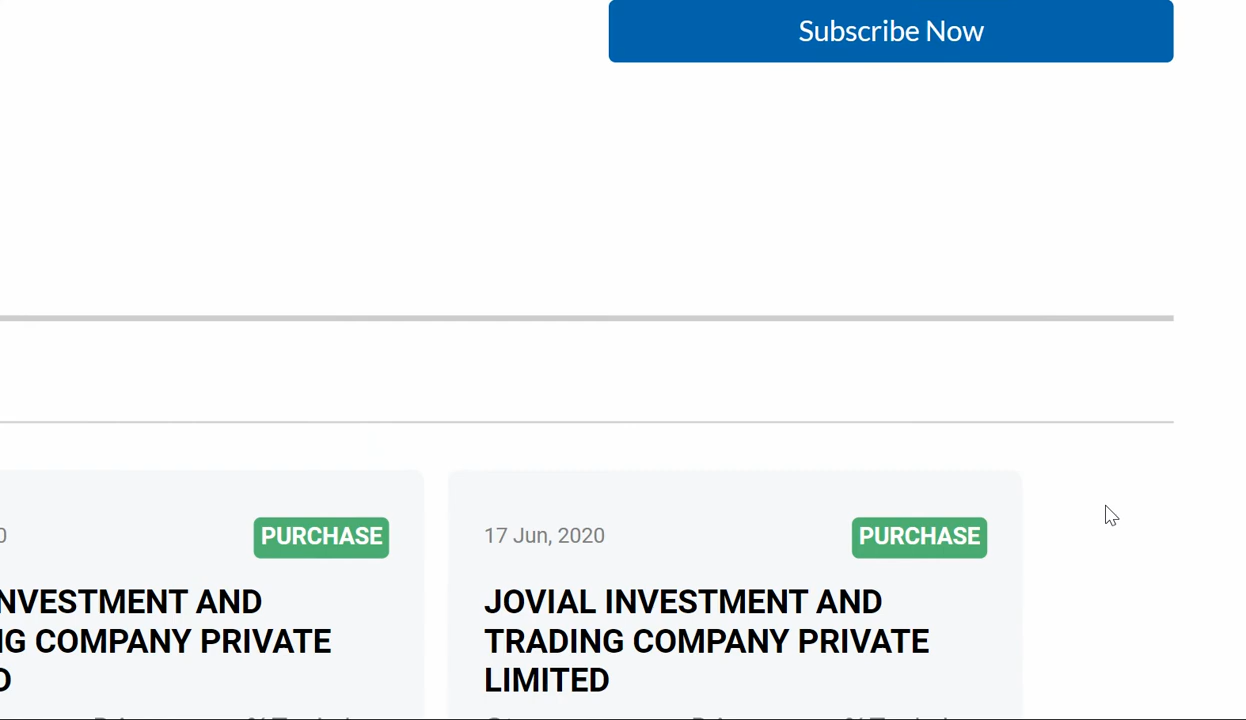 Subscribe Now
PURCHASE
NVESTMENT AND
G COMPANY PRIVATE
17 Jun, 2020
PURCHASE
JOVIAL INVESTMENT AND
TRADING COMPANY PRIVATE
LIMITED